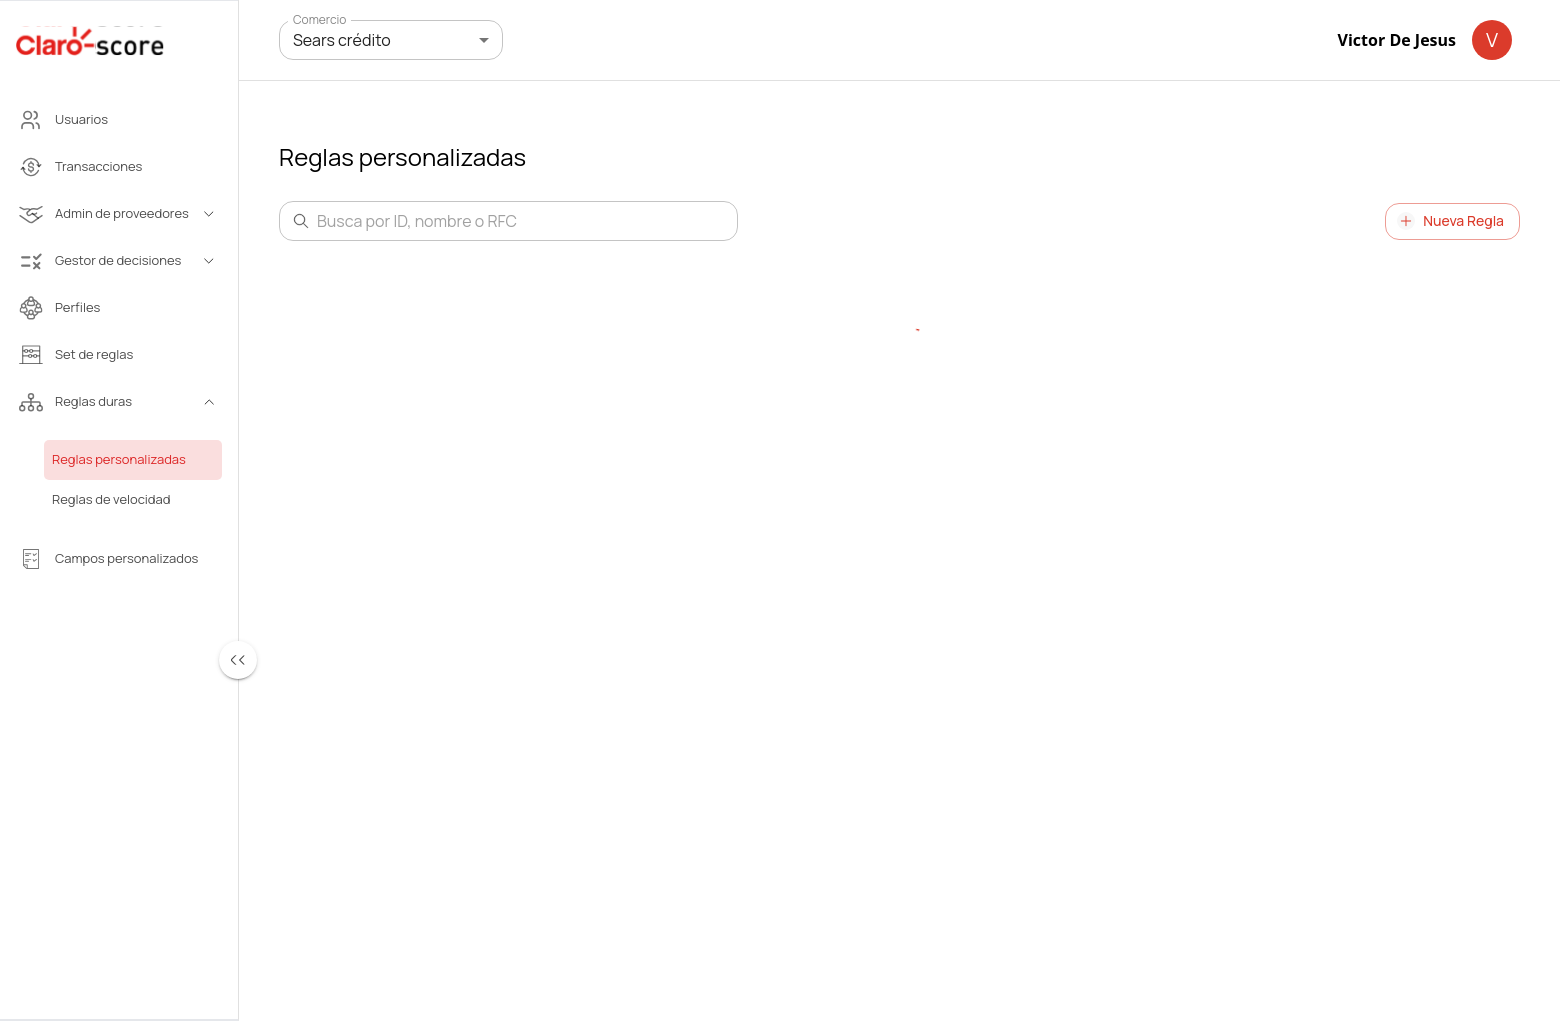 Claro-score
Usuarios
Transacciones
Admin de proveedores
Gestor de decisiones
Perfiles
Set de reglas
Reglas duras
Reglas personalizadas
Reglas de velocidad
Campos personalizados
Comercio
Sears crédito
Victor De Jesus
V
Reglas personalizadas
Busca por ID, nombre o RFC
Nueva Regla